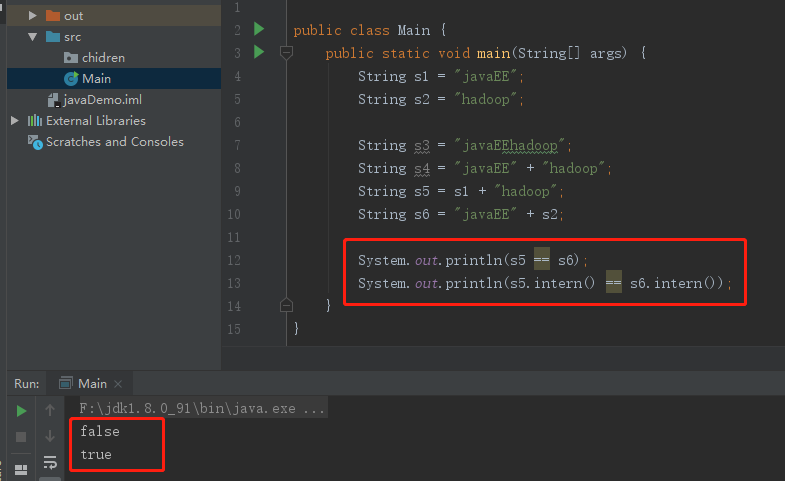 out
src
chidren
Main
javaDemo.iml
External Libraries
Scratches and Consoles
1
2 public class Main {
3 public static void main(String[] args) {
4 String s1 = "javaEE";
5 String s2 = "hadoop";
6
7 String s3 = "javaEEhadoop";
8 String s4 = "javaEE" + "hadoop";
9 String s5 = s1 + "hadoop";
10 String s6 = "javaEE" + s2;
11
12 System.out.println(s5 == s6);
13 System.out.println(s5.intern() == s6.intern());
14 }
15 }
Run: Main ×
F:\jdk1.8.0_91\bin\java.exe ...
false
true